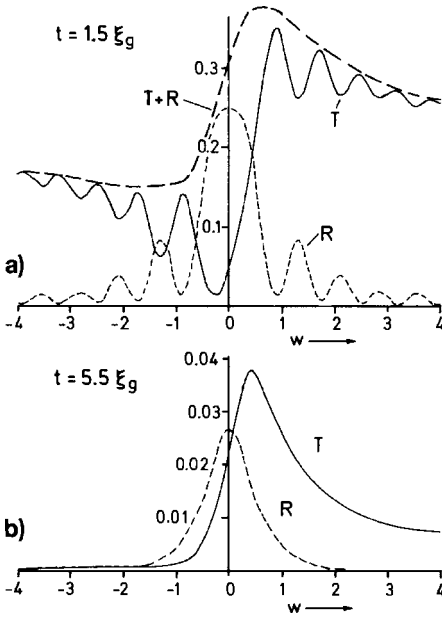 t = 1.5 ξg
T+R
0.3
0.2
0.1
T
R
a)
-4 -3 -2 -1 0 1 2 3 4
w
t = 5.5 ξg
0.04
0.03
0.02
0.01
T
R
b)
-4 -3 -2 -1 0 1 2 3 4
w